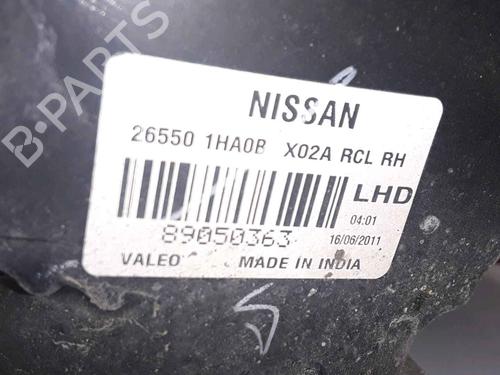 B-PARTS
NISSAN
26550 1HA0B X02A RCL RH
LHD
04:01
89050363
16/06/2011
VALEO MADE IN INDIA